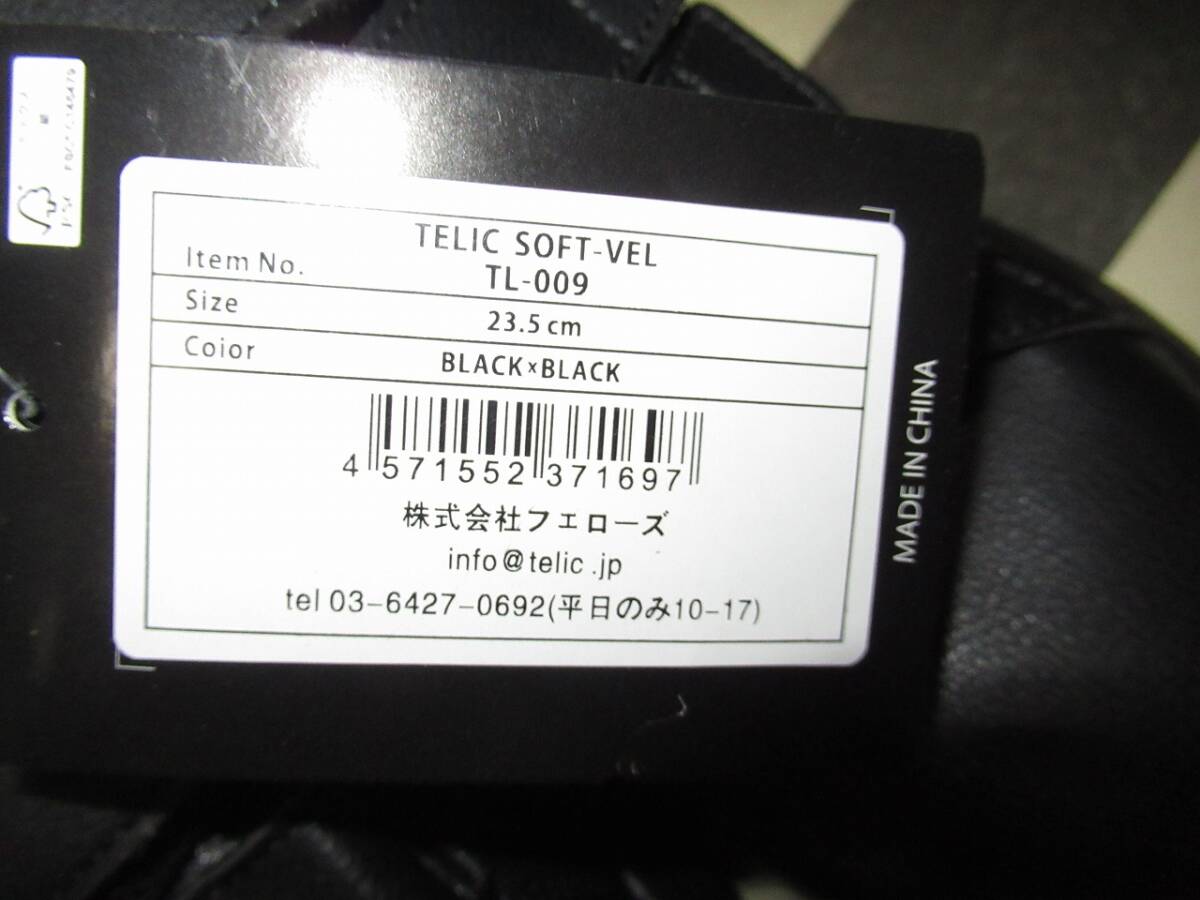 TELIC SOFT-VEL
Item No. TL-009
Size 23.5 cm
Coior BLACK×BLACK
4 571552 371697
株式会社フェローズ
info@telic .jp
tel 03-6427-0692(平日のみ10-17)
MADE IN CHINA
FSC